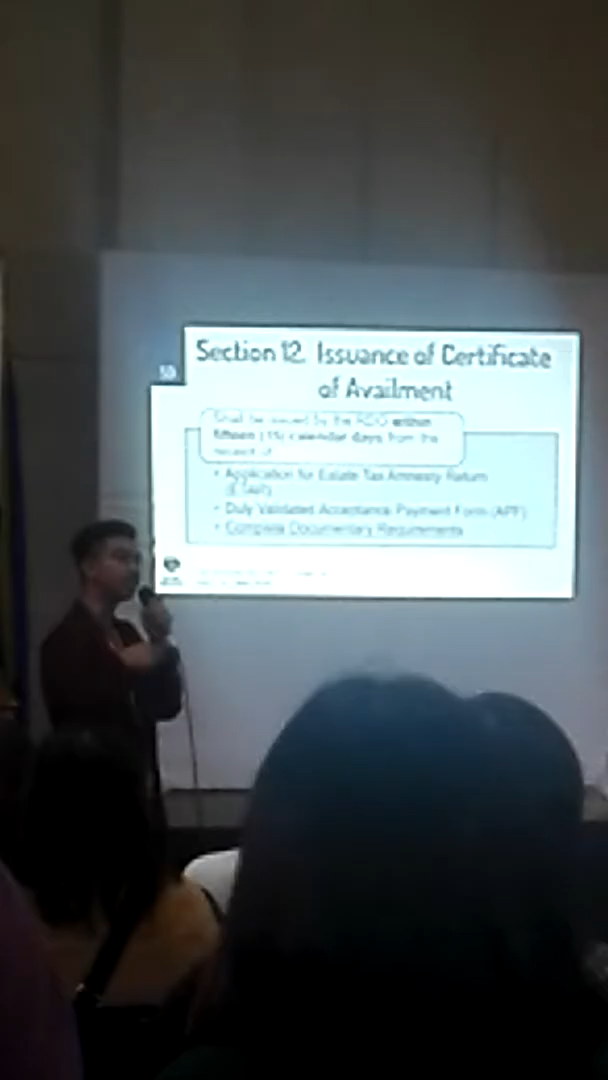 59
Section 12. Issuance of Certificate
of Availment
Shall be issued by the RDO within
fifteen (15) calendar days from the
receipt of
• Application for Estate Tax Amnesty Return
(ETAR)
• Duly Validated Acceptance Payment Form (APF)
• Complete Documentary Requirements